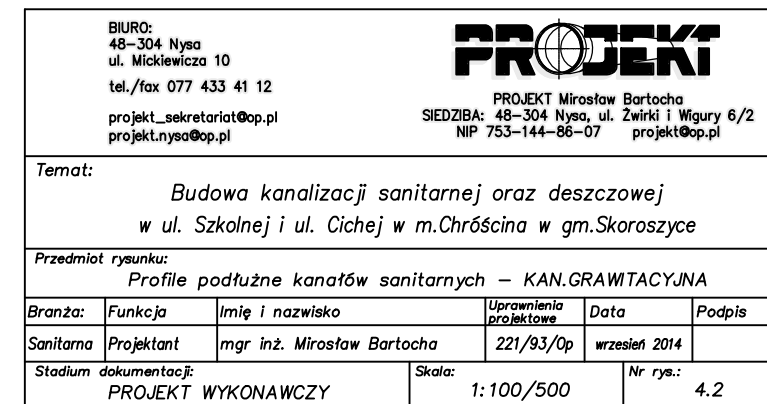 BIURO:
48-304 Nysa
ul. Mickiewicza 10
tel./fax 077 433 41 12
projekt_sekretariat@op.pl
projekt.nysa@op.pl
PROJEKT
PROJEKT Mirosław Bartocha
SIEDZIBA: 48-304 Nysa, ul. Żwirki i Wigury 6/2
NIP 753-144-86-07 projekt@op.pl
Temat:
Budowa kanalizacji sanitarnej oraz deszczowej
w ul. Szkolnej i ul. Cichej w m.Chróścina w gm.Skoroszyce
Przedmiot rysunku:
Profile podłużne kanałów sanitarnych - KAN.GRAWITACYJNA
Branża: Funkcja Imię i nazwisko Uprawnienia projektowe Data Podpis
Sanitarna Projektant mgr inż. Mirosław Bartocha 221/93/Op wrzesień 2014
Stadium dokumentacji: Skala: Nr rys.:
PROJEKT WYKONAWCZY 1:100/500 4.2